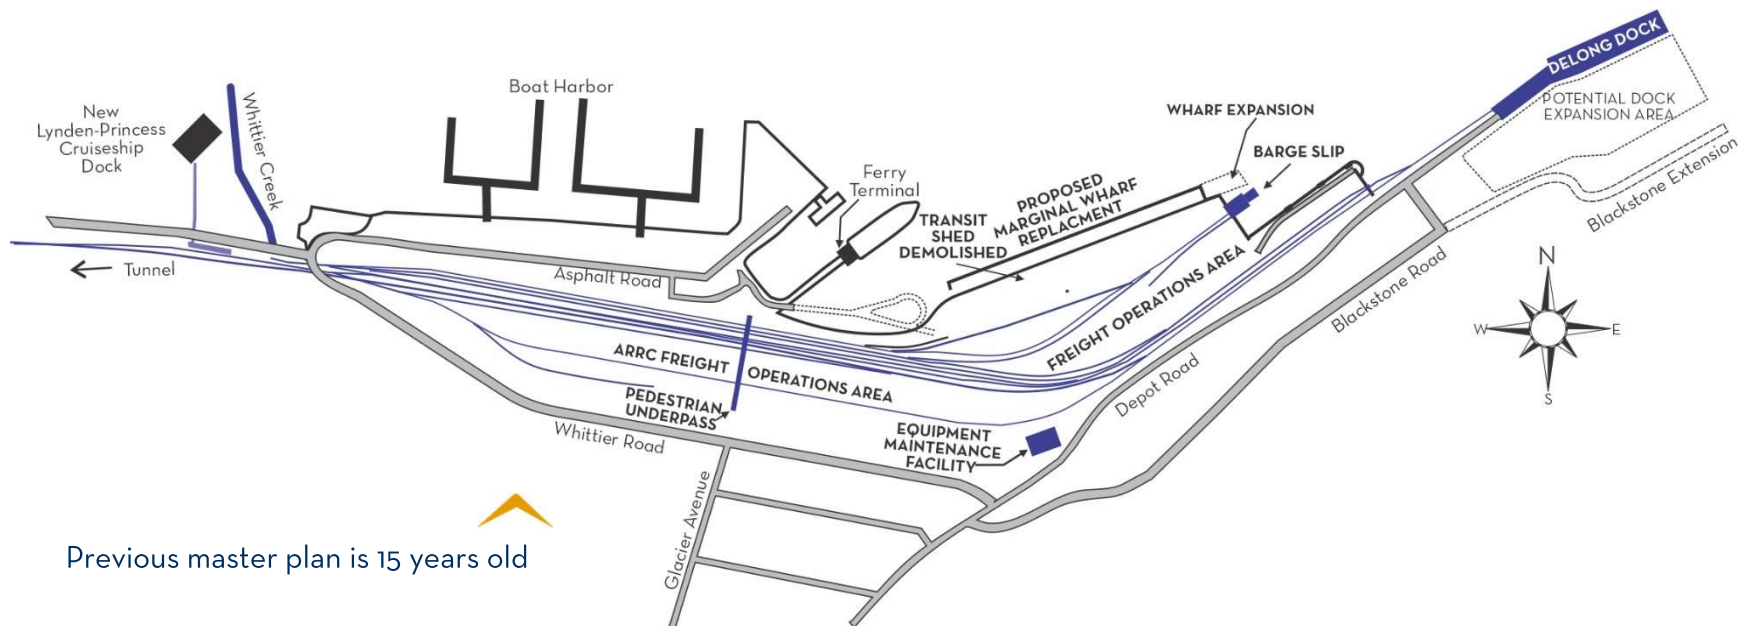 New
Lynden-Princess
Cruiseship
Dock
Whittier Creek
Boat Harbor
Ferry
Terminal
WHARF EXPANSION
BARGE SLIP
DELONG DOCK
POTENTIAL DOCK
EXPANSION AREA
Blackstone Extension
PROPOSED
MARGINAL WHARF
REPLACMENT
TRANSIT
SHED
DEMOLISHED
Tunnel
Asphalt Road
FREIGHT OPERATIONS AREA
Blackstone Road
N
W
E
S
ARRC FREIGHT
OPERATIONS AREA
PEDESTRIAN
UNDERPASS
Depot Road
Whittier Road
EQUIPMENT
MAINTENANCE
FACILITY
Glacier Avenue
Previous master plan is 15 years old